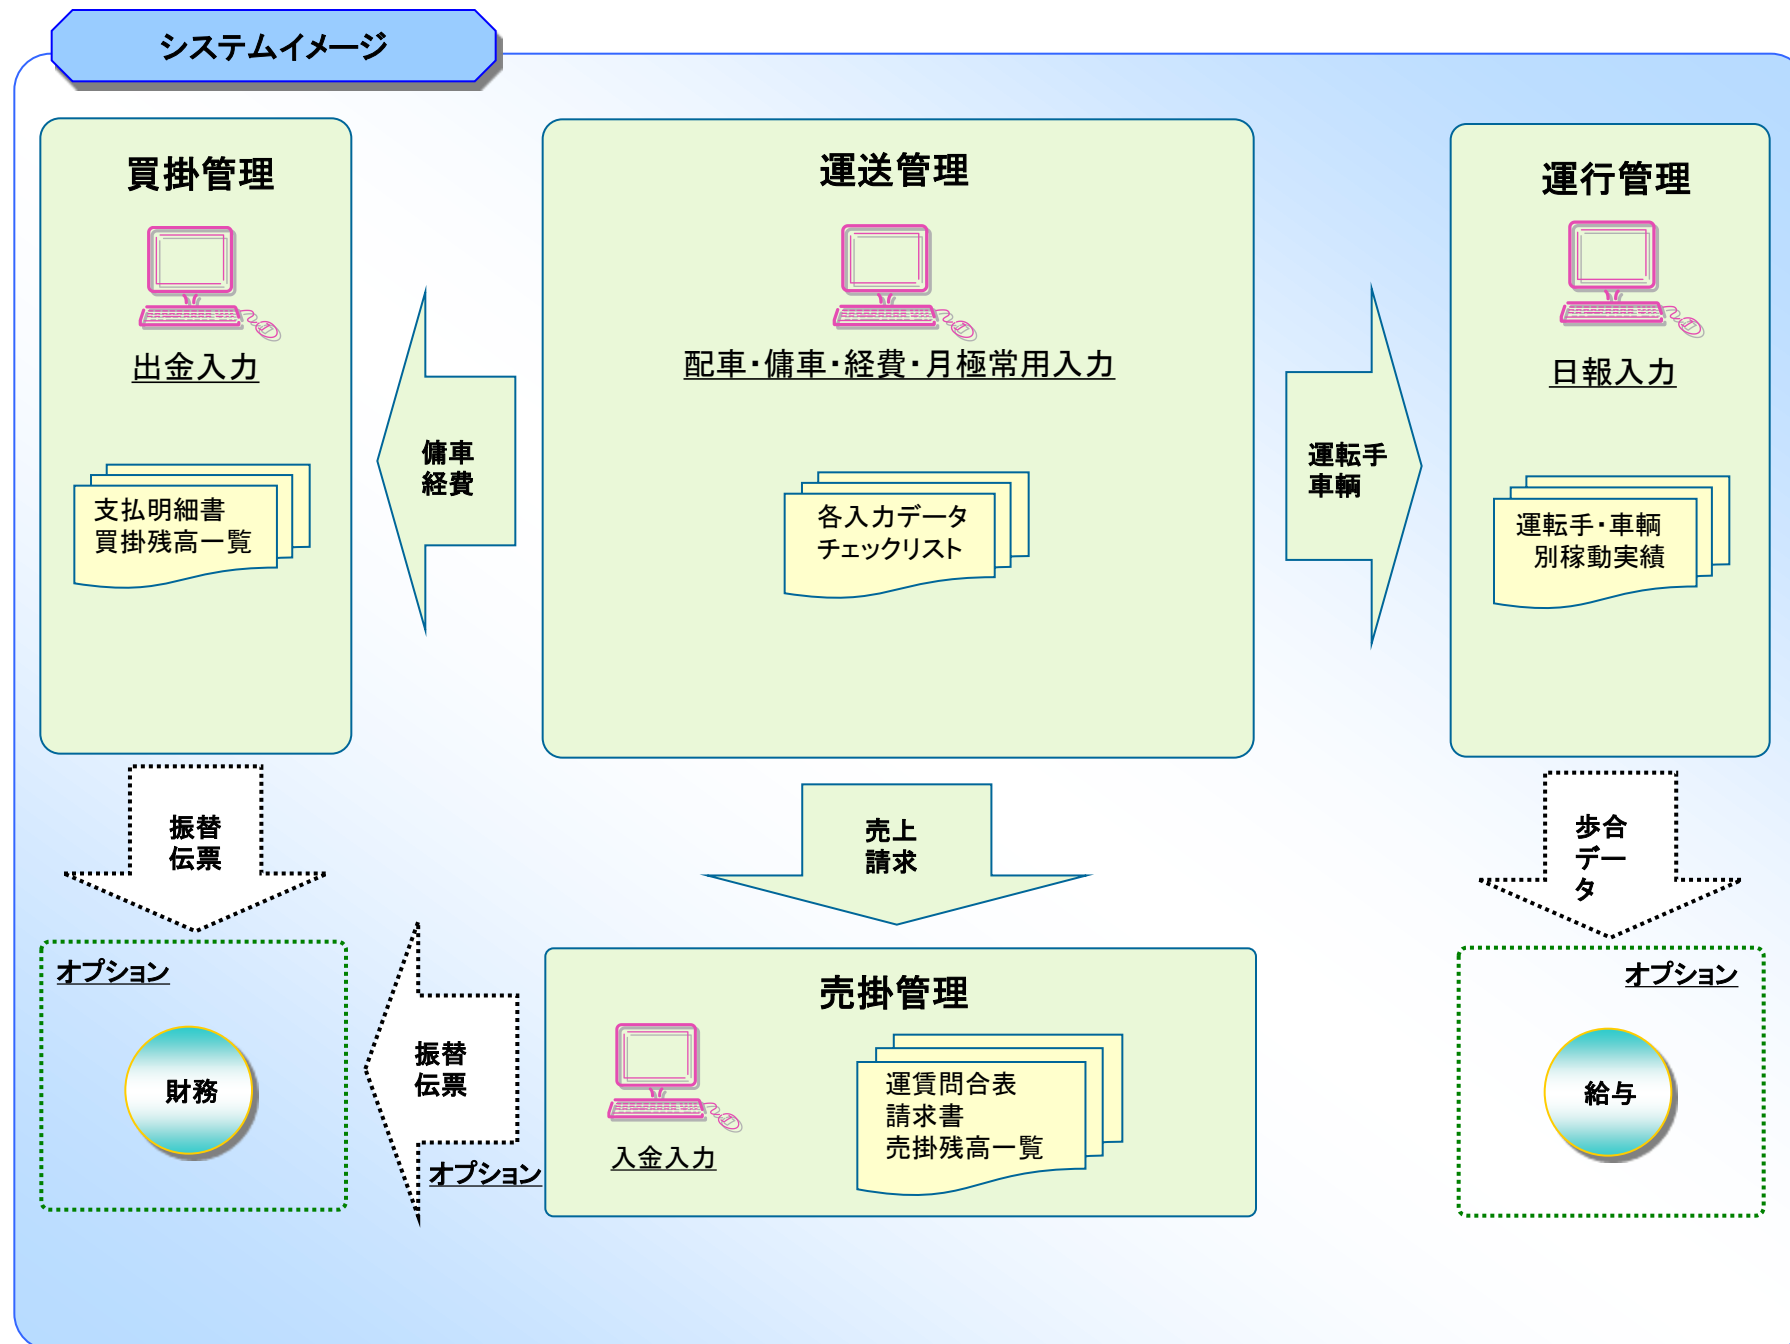 システムイメージ
買掛管理
出金入力
支払明細書
買掛残高一覧
傭車
経費
運送管理
配車・傭車・経費・月極常用入力
各入力データ
チェックリスト
運転手
車輌
運行管理
日報入力
運転手・車輌
別稼動実績
振替
伝票
売上
請求
歩合
デー
タ
オプション
財務
振替
伝票
オプション
売掛管理
入金入力
運賃問合表
請求書
売掛残高一覧
オプション
給与